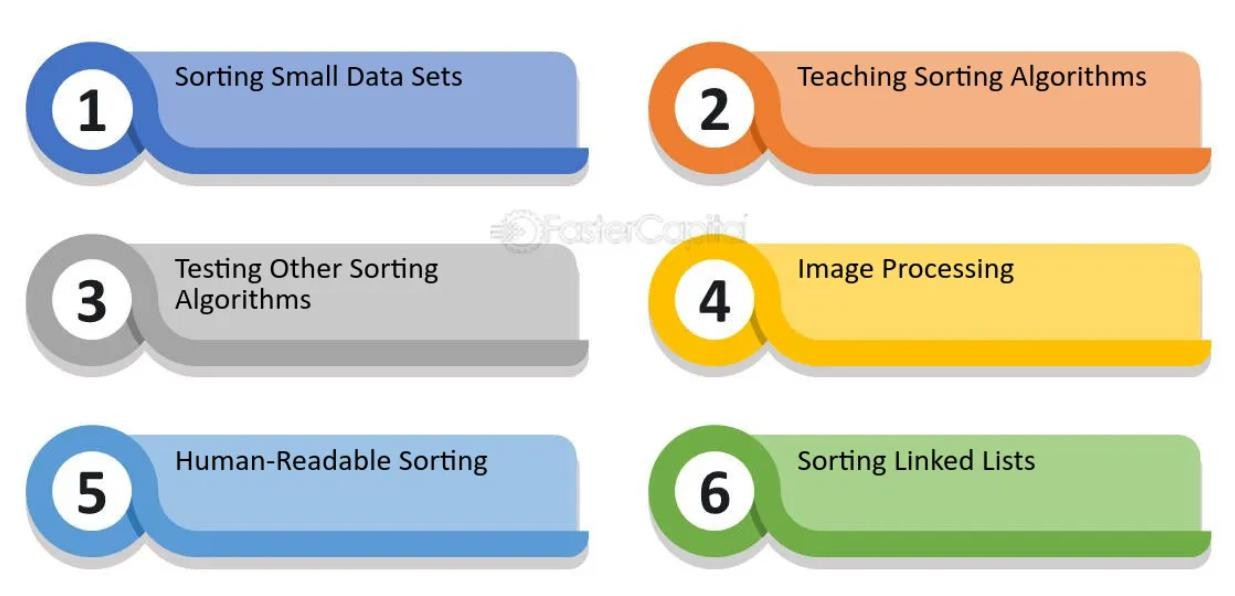 1
Sorting Small Data Sets
2
Teaching Sorting Algorithms
FasterCapital
3
Testing Other Sorting
Algorithms
4
Image Processing
5
Human-Readable Sorting
6
Sorting Linked Lists